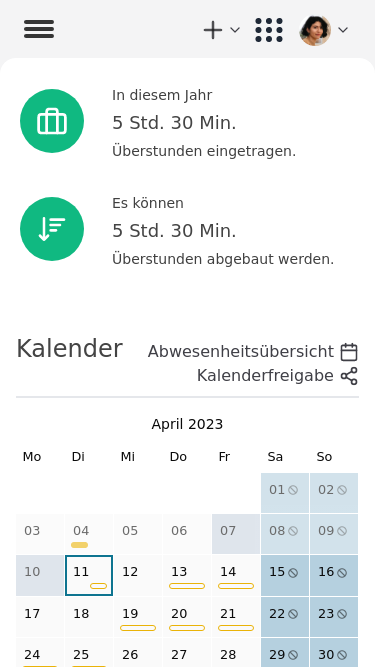 In diesem Jahr
5 Std. 30 Min.
Überstunden eingetragen.
Es können
5 Std. 30 Min.
Überstunden abgebaut werden.
Kalender
Abwesenheitsübersicht
Kalenderfreigabe
April 2023
Mo Di Mi Do Fr Sa So
01 02
03 04 05 06 07 08 09
10 11 12 13 14 15 16
17 18 19 20 21 22 23
24 25 26 27 28 29 30